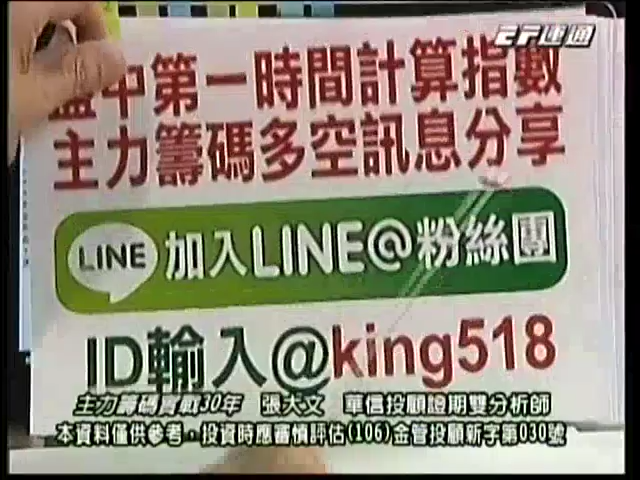 運通
盤中第一時間計算指數
主力籌碼多空訊息分享
LINE 加入LINE@粉絲團
ID輸入@king518
主力籌碼實戰30年 張大文 華信投顧證期雙分析師
本資料僅供參考,投資時應審慎評估(106)金管投顧新字第030號